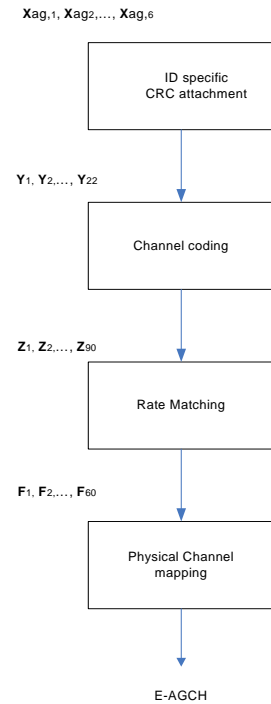 Xag,1, Xag2,…, Xag,6
ID specific
CRC attachment
Y1, Y2,…, Y22
Channel coding
Z1, Z2,…, Z90
Rate Matching
F1, F2,…, F60
Physical Channel
mapping
E-AGCH